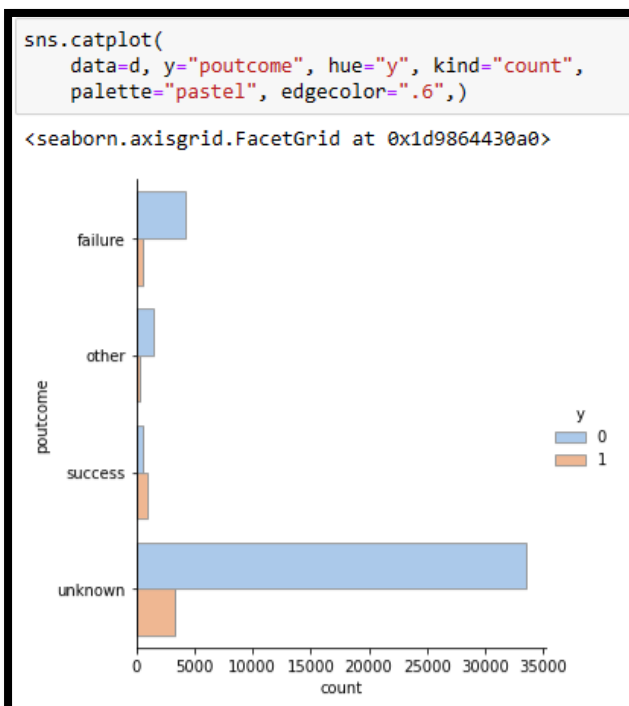 sns.catplot(
    data=d, y="poutcome", hue="y", kind="count",
    palette="pastel", edgecolor=".6",)
<seaborn.axisgrid.FacetGrid at 0x1d9864430a0>
failure
other
success
unknown
poutcome
y
0
1
0 5000 10000 15000 20000 25000 30000 35000
count